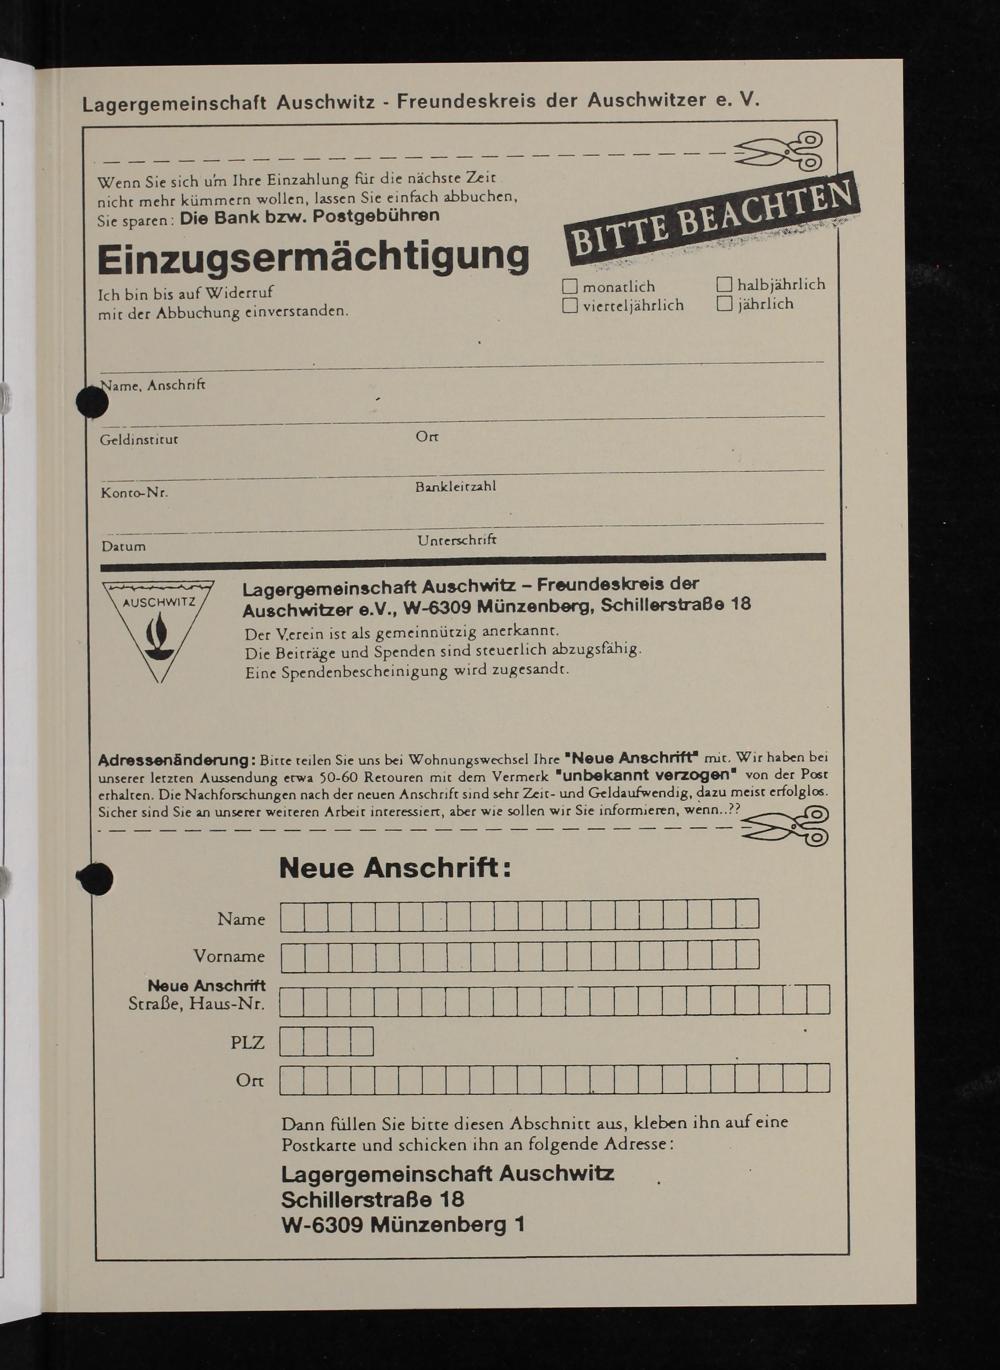 Lagergemeinschaft Auschwitz - Freundeskreis der Auschwitzer e. V.
Wenn Sie sich um Ihre Einzahlung für die nächste Zeit
nicht mehr kümmern wollen, lassen Sie einfach abbuchen,
Sie sparen: Die Bank bzw. Postgebühren
BITTE BEACHTEN
Einzugsermächtigung
Ich bin bis auf Widerruf
mit der Abbuchung einverstanden.
monatlich halbjährlich
vierteljährlich jährlich
Name, Anschrift
Geldinstitut Ort
Konto-Nr. Bankleitzahl
Datum Unterschrift
AUSCHWITZ
Lagergemeinschaft Auschwitz – Freundeskreis der
Auschwitzer e.V., W-6309 Münzenberg, Schillerstraße 18
Der Verein ist als gemeinnützig anerkannt.
Die Beiträge und Spenden sind steuerlich abzugsfähig.
Eine Spendenbescheinigung wird zugesandt.
Adressenänderung: Bitte teilen Sie uns bei Wohnungswechsel Ihre "Neue Anschrift" mit. Wir haben bei
unserer letzten Aussendung etwa 50-60 Retouren mit dem Vermerk "unbekannt verzogen" von der Post
erhalten. Die Nachforschungen nach der neuen Anschrift sind sehr Zeit- und Geldaufwendig, dazu meist erfolglos.
Sicher sind Sie an unserer weiteren Arbeit interessiert, aber wie sollen wir Sie informieren, wenn..??
Neue Anschrift:
Name
Vorname
Neue Anschrift
Straße, Haus-Nr.
PLZ
Ort
Dann füllen Sie bitte diesen Abschnitt aus, kleben ihn auf eine
Postkarte und schicken ihn an folgende Adresse:
Lagergemeinschaft Auschwitz
Schillerstraße 18
W-6309 Münzenberg 1